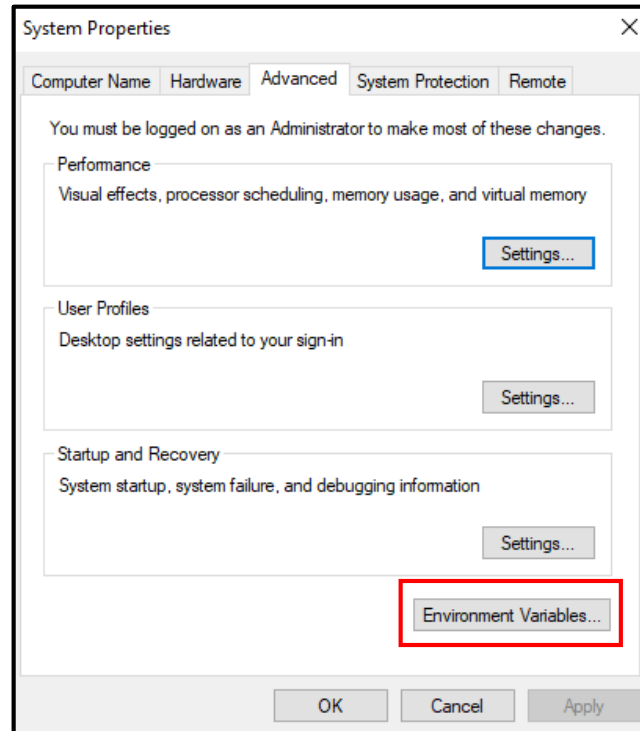 System Properties
Computer Name Hardware Advanced System Protection Remote
You must be logged on as an Administrator to make most of these changes.
Performance
Visual effects, processor scheduling, memory usage, and virtual memory
Settings...
User Profiles
Desktop settings related to your sign-in
Settings...
Startup and Recovery
System startup, system failure, and debugging information
Settings...
Environment Variables...
OK Cancel Apply